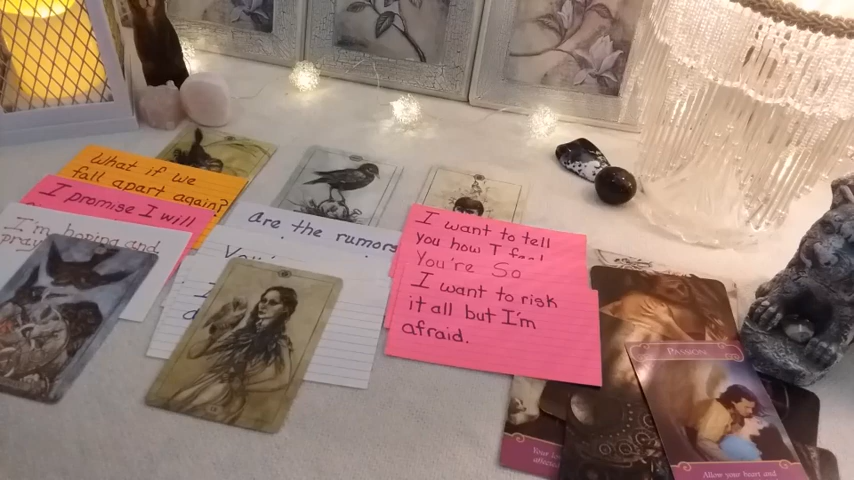 What if we
fall apart again?
I promise I will
I'm hoping and
pray
are the rumors
I want to tell
you how I feel
You're So
I want to risk
it all but I'm
afraid.
PASSION
Allow your heart and